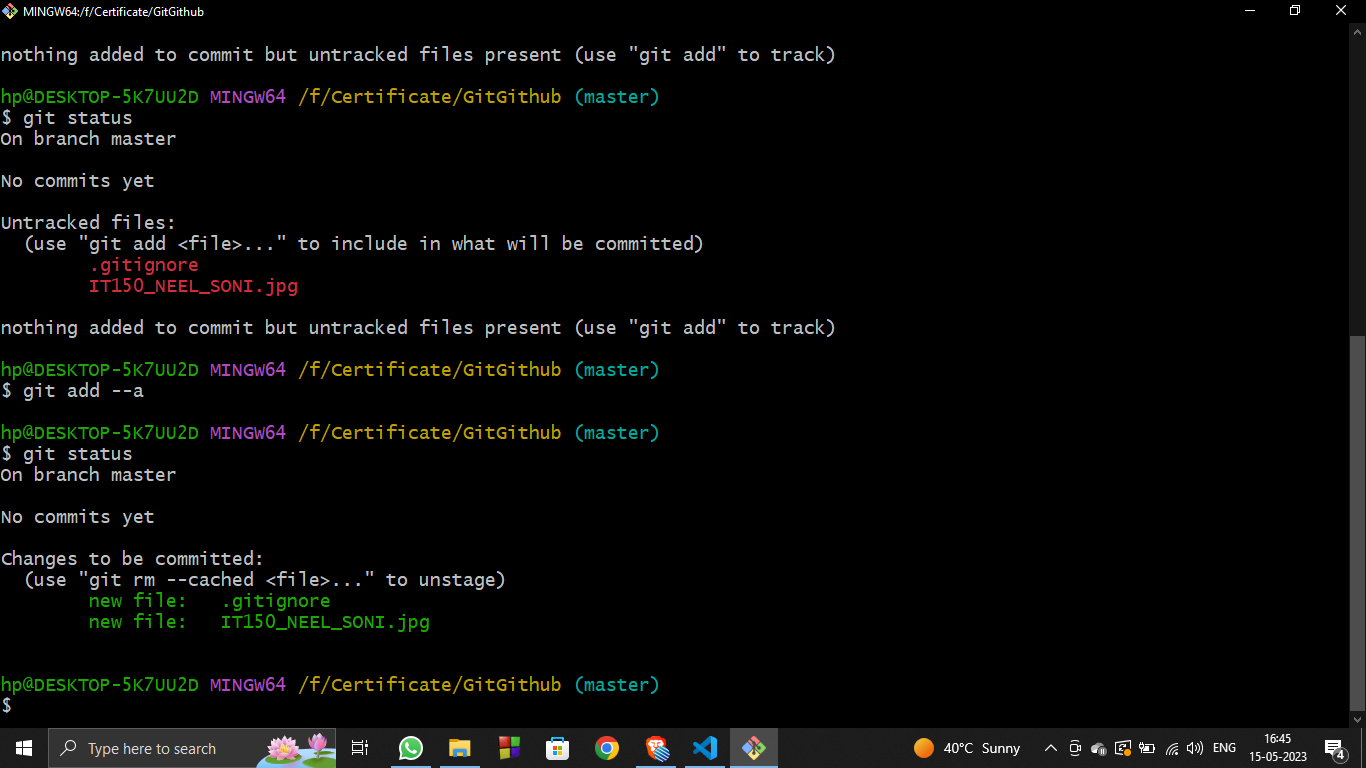 MINGW64:/f/Certificate/GitGithub
nothing added to commit but untracked files present (use "git add" to track)
hp@DESKTOP-5K7UU2D MINGW64 /f/Certificate/GitGithub (master)
$ git status
On branch master
No commits yet
Untracked files:
(use "git add <file>..." to include in what will be committed)
.gitignore
IT150_NEEL_SONI.jpg
nothing added to commit but untracked files present (use "git add" to track)
hp@DESKTOP-5K7UU2D MINGW64 /f/Certificate/GitGithub (master)
$ git add --a
hp@DESKTOP-5K7UU2D MINGW64 /f/Certificate/GitGithub (master)
$ git status
On branch master
No commits yet
Changes to be committed:
(use "git rm --cached <file>..." to unstage)
new file:   .gitignore
new file:   IT150_NEEL_SONI.jpg
hp@DESKTOP-5K7UU2D MINGW64 /f/Certificate/GitGithub (master)
$
Type here to search
40°C Sunny
ENG
16:45
15-05-2023
4